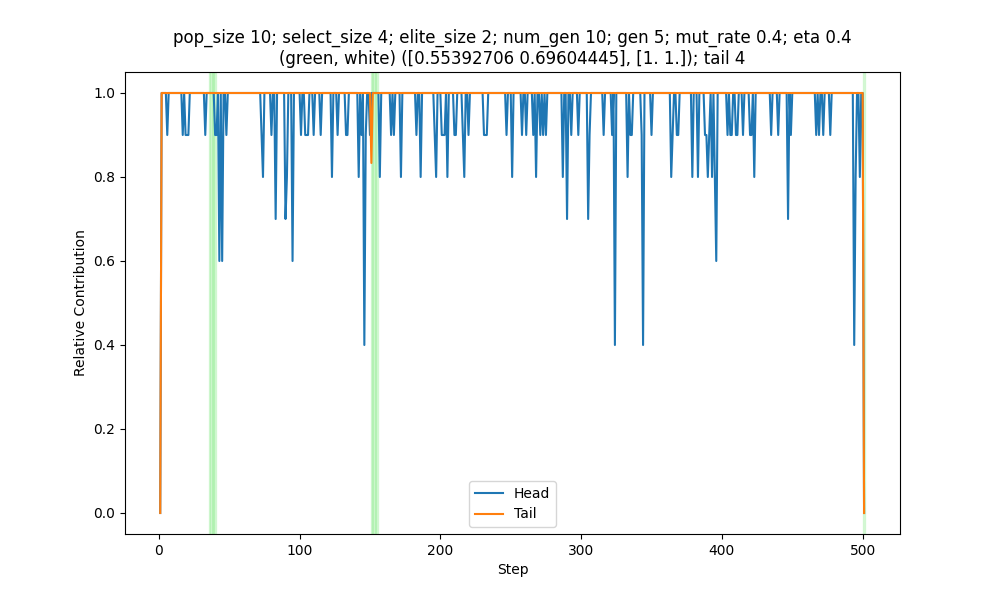 pop_size 10; select_size 4; elite_size 2; num_gen 10; gen 5; mut_rate 0.4; eta 0.4
(green, white) ([0.55392706 0.69604445], [1. 1.]); tail 4
1.0
0.8
0.6
0.4
0.2
0.0
Relative Contribution
Head
Tail
0 100 200 300 400 500
Step